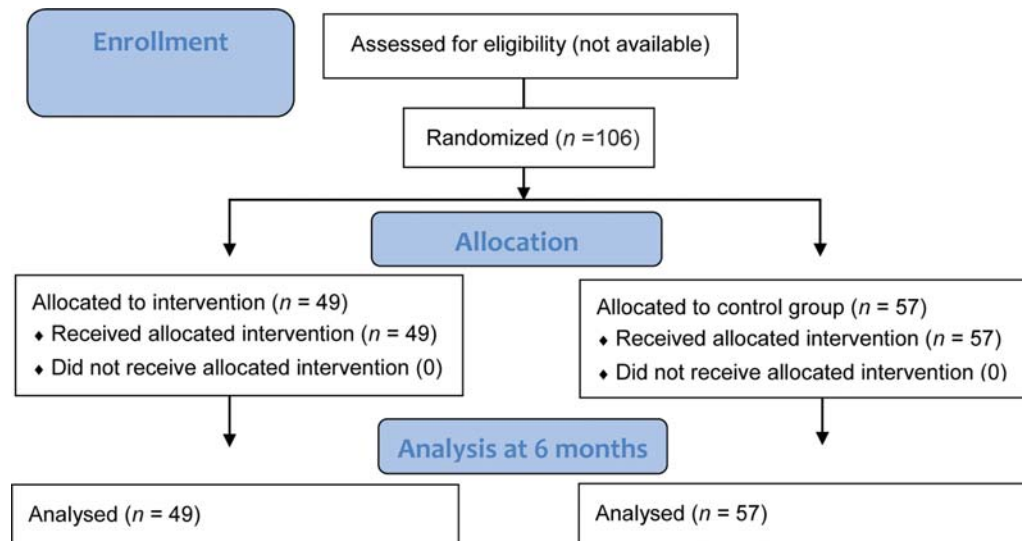 Enrollment
Assessed for eligibility (not available)
Randomized (n =106)
Allocation
Allocated to intervention (n = 49)
♦ Received allocated intervention (n = 49)
♦ Did not receive allocated intervention (0)
Allocated to control group (n = 57)
♦ Received allocated intervention (n = 57)
♦ Did not receive allocated intervention (0)
Analysis at 6 months
Analysed (n = 49)
Analysed (n = 57)